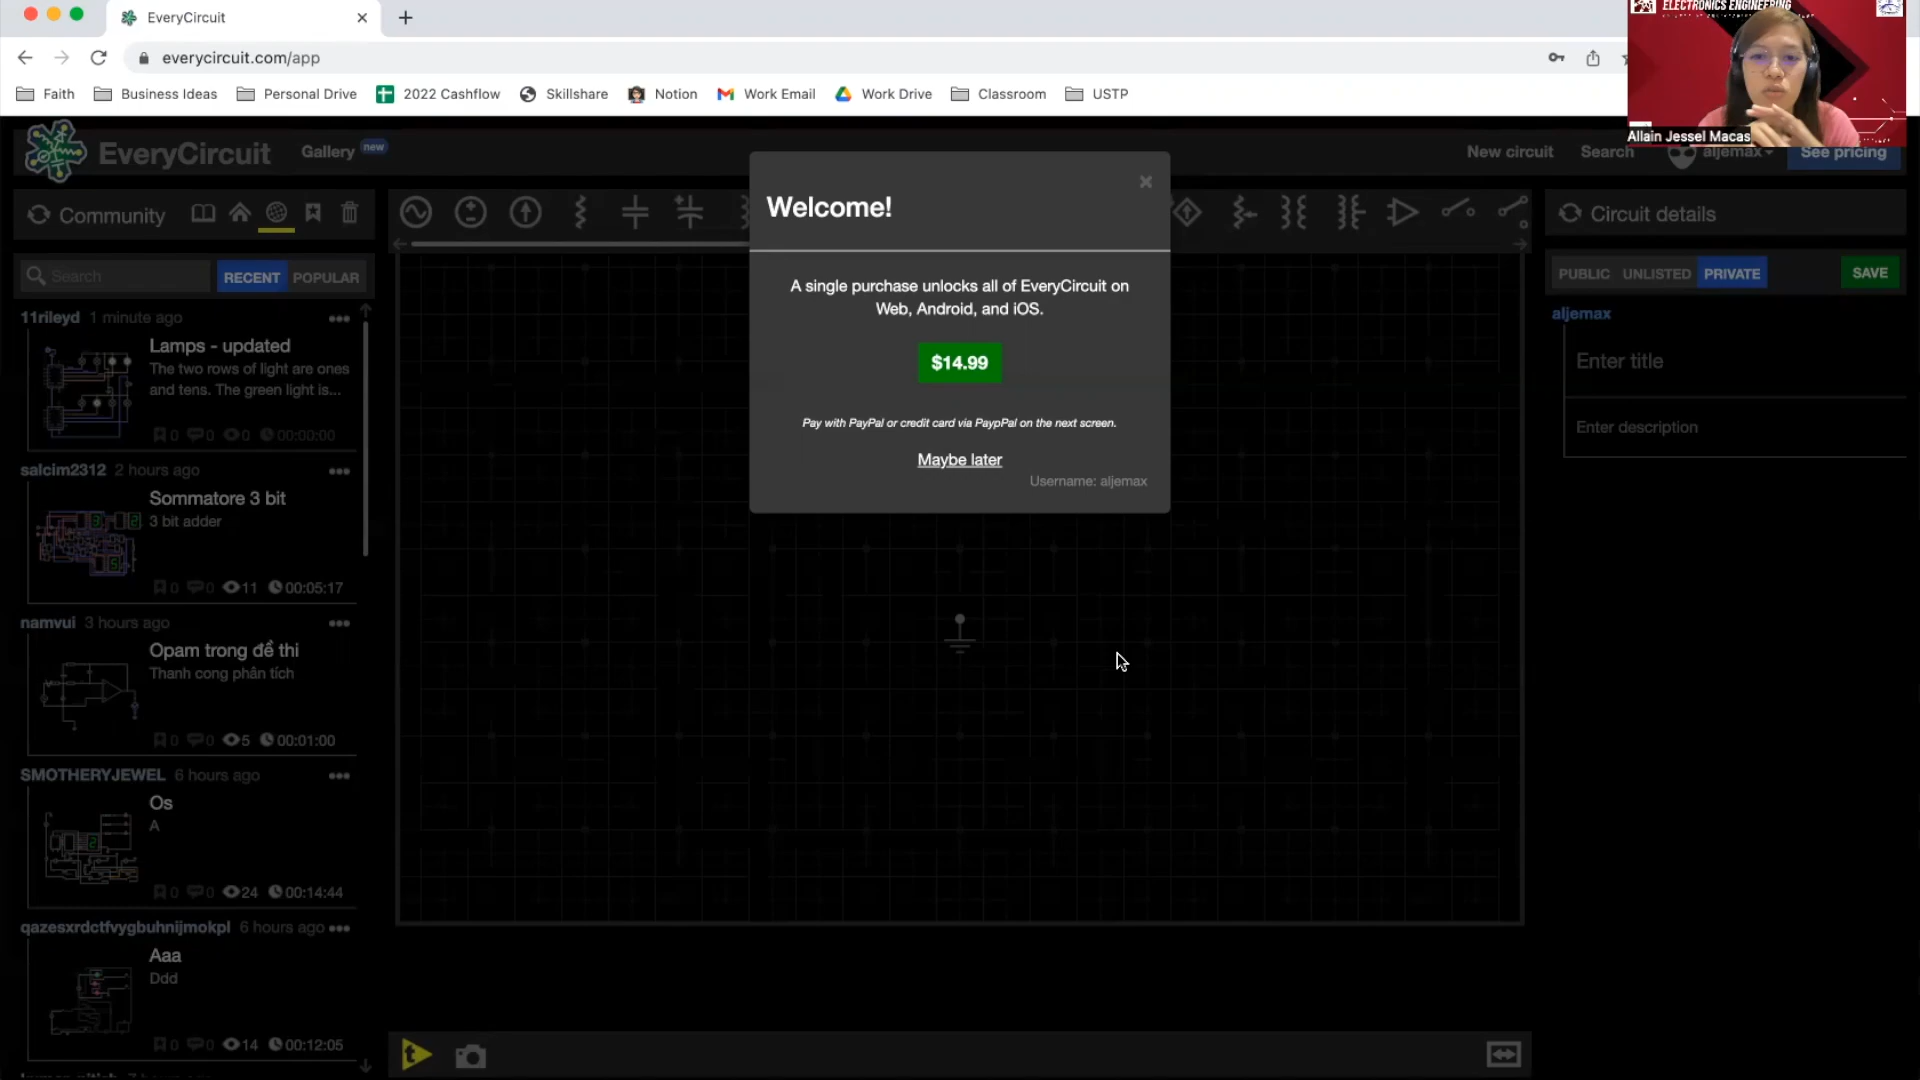 EveryCircuit
everycircuit.com/app
Faith
Business Ideas
Personal Drive
2022 Cashflow
Skillshare
Notion
Work Email
Work Drive
Classroom
USTP
ELECTRONICS ENGINEERING
Allain Jessel Macas
EveryCircuit
Gallery new
New circuit
Search
aljemax
See pricing
Community
Search
RECENT
POPULAR
11rileyd 1 minute ago
Lamps - updated
The two rows of light are ones
and tens. The green light is...
0 0 0 00:00:00
salcim2312 2 hours ago
Sommatore 3 bit
3 bit adder
0 0 11 00:05:17
namvui 3 hours ago
Opam trong đề thi
Thanh cong phân tích
0 0 5 00:01:00
SMOTHERYJEWEL 6 hours ago
Os
A
0 0 24 00:14:44
qazesxrdctfvygbuhnijmokpl 6 hours ago
Aaa
Ddd
0 0 14 00:12:05
Welcome!
A single purchase unlocks all of EveryCircuit on
Web, Android, and iOS.
$14.99
Pay with PayPal or credit card via PaypPal on the next screen.
Maybe later
Username: aljemax
Circuit details
PUBLIC
UNLISTED
PRIVATE
SAVE
aljemax
Enter title
Enter description
t